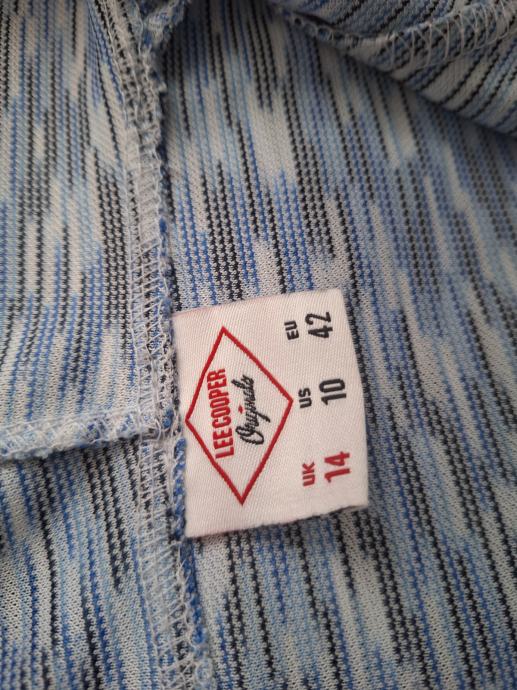 LEE COOPER
Originals
UK US EU
14 10 42